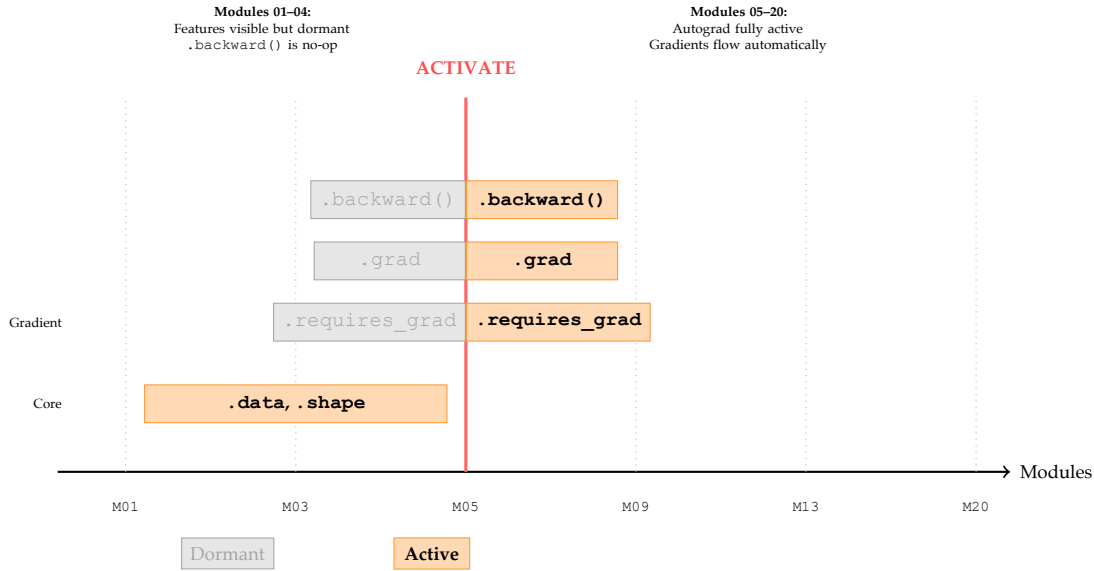 Modules 01–04:
Features visible but dormant
.backward() is no-op
Modules 05–20:
Autograd fully active
Gradients flow automatically
ACTIVATE
.backward() .backward()
.grad .grad
Gradient .requires_grad .requires_grad
Core .data, .shape
Modules
M01 M03 M05 M09 M13 M20
Dormant Active